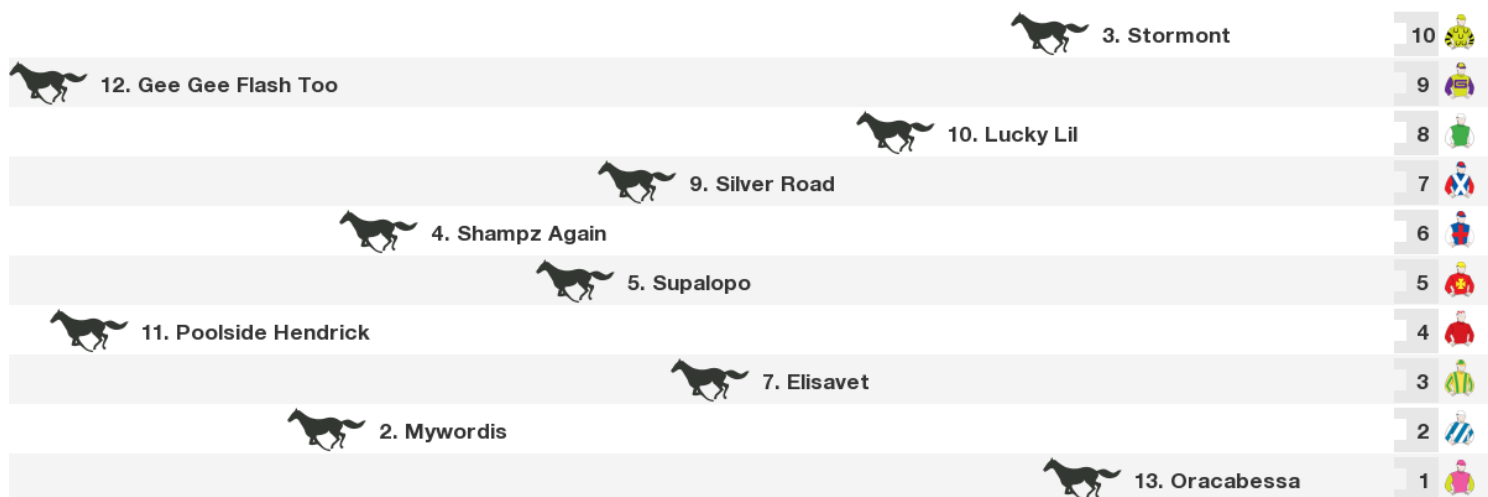 3. Stormont 10
12. Gee Gee Flash Too 9
10. Lucky Lil 8
9. Silver Road 7
4. Shampz Again 6
5. Supalopo 5
11. Poolside Hendrick 4
7. Elisavet 3
2. Mywordis 2
13. Oracabessa 1